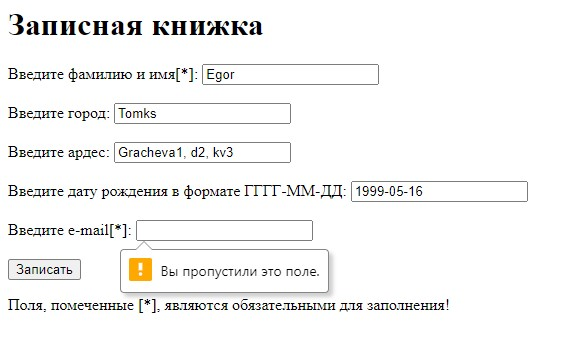 Записная книжка
Введите фамилию и имя[*]: Egor
Введите город: Tomks
Введите ардес: Gracheva1, d2, kv3
Введите дату рождения в формате ГГГГ-ММ-ДД: 1999-05-16
Введите e-mail[*]:
Записать
Вы пропустили это поле.
Поля, помеченные [*], являются обязательными для заполнения!